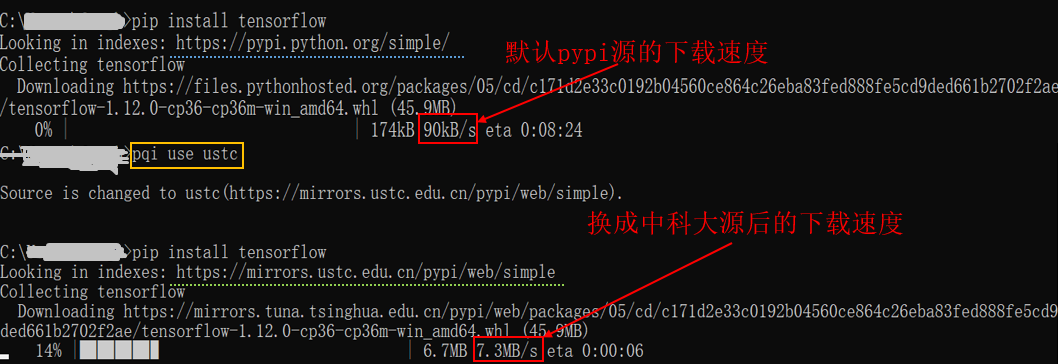 C:\ >pip install tensorflow
Looking in indexes: https://pypi.python.org/simple/
默认pypi源的下载速度
Collecting tensorflow
Downloading https://files.pythonhosted.org/packages/05/cd/c171d2e33c0192b04560ce864c26eba83fed888fe5cd9ded661b2702f2ae
/tensorflow-1.12.0-cp36-cp36m-win_amd64.whl (45.9MB)
0% | | 174kB 90kB/s eta 0:08:24
C:\ >pqi use ustc
Source is changed to ustc(https://mirrors.ustc.edu.cn/pypi/web/simple).
换成中科大源后的下载速度
C:\ >pip install tensorflow
Looking in indexes: https://mirrors.ustc.edu.cn/pypi/web/simple
Collecting tensorflow
Downloading https://mirrors.tuna.tsinghua.edu.cn/pypi/web/packages/05/cd/c171d2e33c0192b04560ce864c26eba83fed888fe5cd9
ded661b2702f2ae/tensorflow-1.12.0-cp36-cp36m-win_amd64.whl (45.9MB)
14% | | 6.7MB 7.3MB/s eta 0:00:06